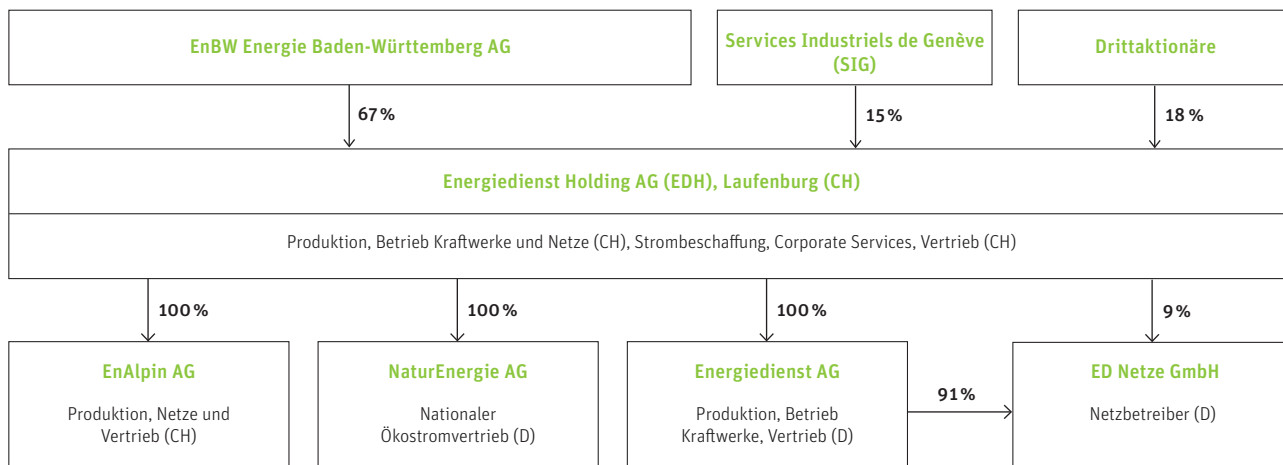 EnBW Energie Baden-Württemberg AG
Services Industriels de Genève
(SIG)
Drittaktionäre
67 %
15 %
18 %
Energiedienst Holding AG (EDH), Laufenburg (CH)
Produktion, Betrieb Kraftwerke und Netze (CH), Strombeschaffung, Corporate Services, Vertrieb (CH)
100 %
100 %
100 %
9 %
EnAlpin AG
Produktion, Netze und
Vertrieb (CH)
NaturEnergie AG
Nationaler
Ökostromvertrieb (D)
Energiedienst AG
Produktion, Betrieb
Kraftwerke, Vertrieb (D)
91 %
ED Netze GmbH
Netzbetreiber (D)